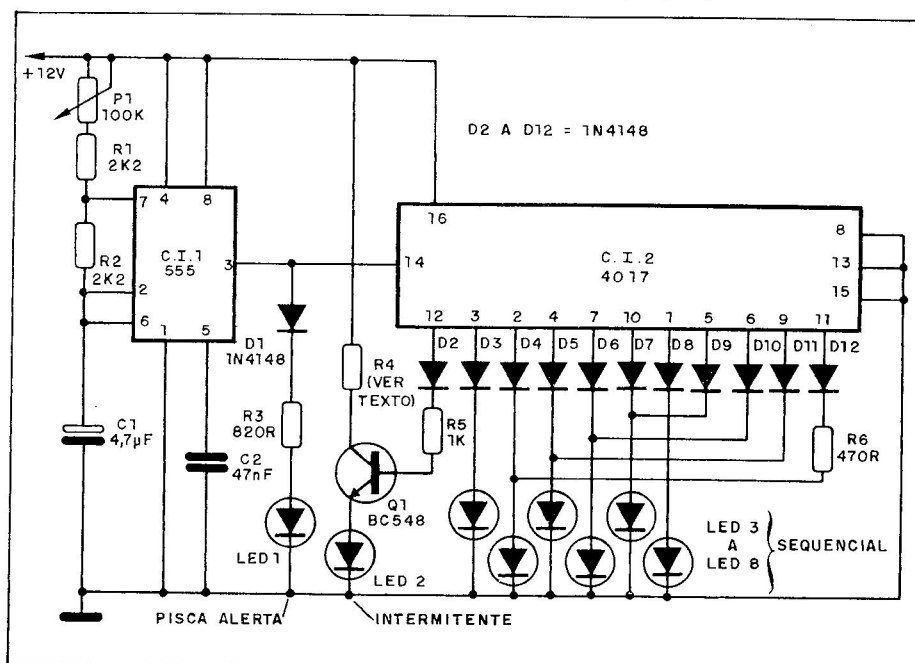 +12V
P1
100K
R1
2K2
R2
2K2
C1
4,7µF
7
2
6
4
8
C.I.1
555
3
1
5
C2
47nF
D1
1N4148
R3
820R
LED 1
PISCA ALERTA
R4
(VER
TEXTO)
Q1
BC548
LED 2
INTERMITENTE
R5
1K
D2 A D12 = 1N4148
16
14
C.I.2
4017
8
13
15
12 3 2 4 7 10 1 5 6 9 11
D2 D3 D4 D5 D6 D7 D8 D9 D10 D11 D12
R6
470R
LED 3
A
LED 8
SEQUENCIAL